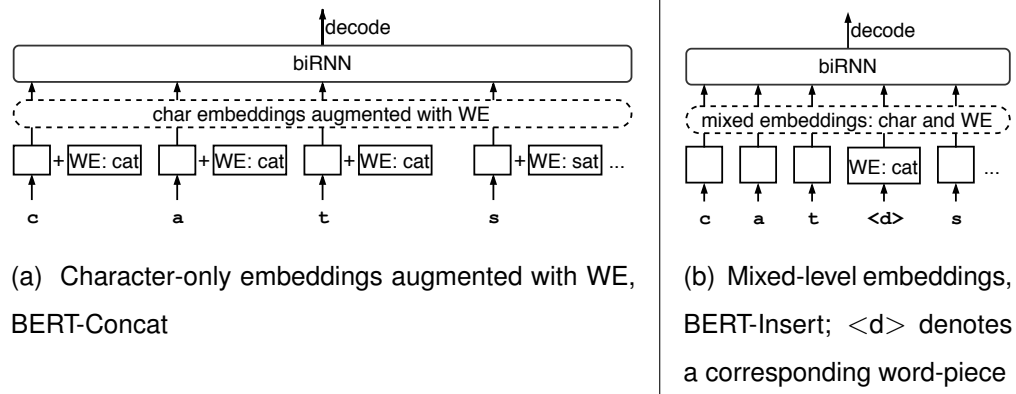 decode
biRNN
char embeddings augmented with WE
+ WE: cat + WE: cat + WE: cat + WE: sat ...
c a t s
(a) Character-only embeddings augmented with WE,
BERT-Concat
decode
biRNN
mixed embeddings: char and WE
WE: cat ...
c a t <d> s
(b) Mixed-level embeddings,
BERT-Insert; <d> denotes
a corresponding word-piece